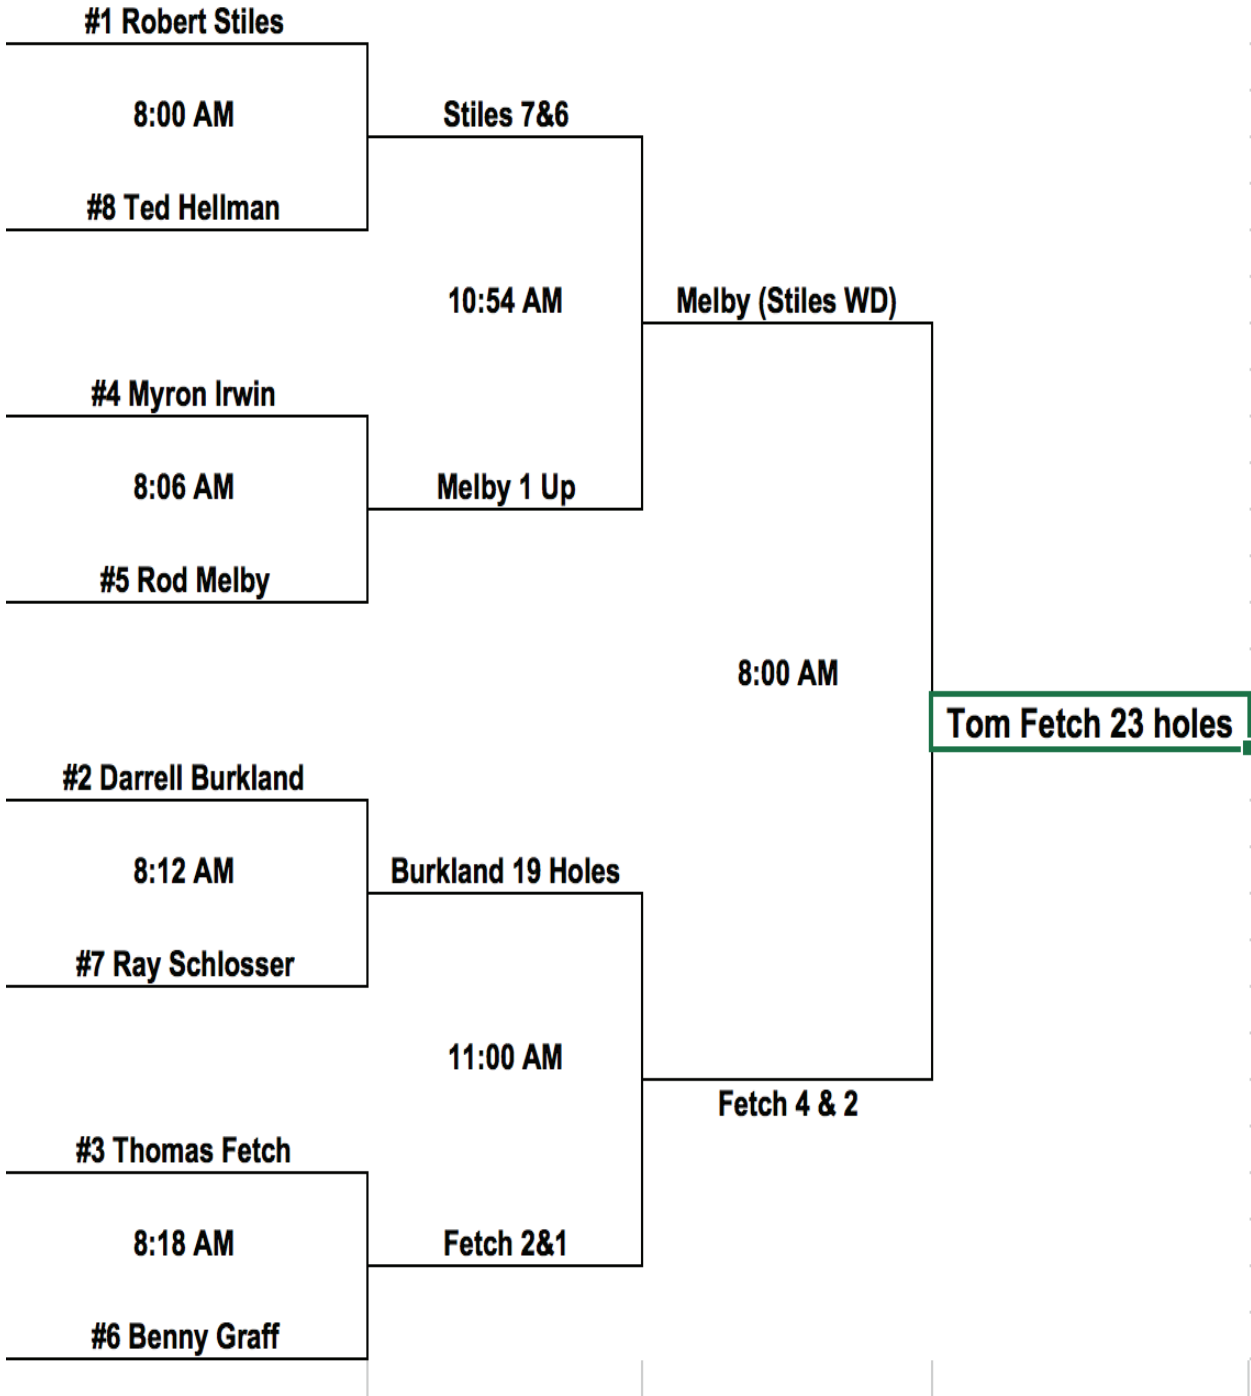 #1 Robert Stiles
8:00 AM
Stiles 7&6
#8 Ted Hellman
10:54 AM
Melby (Stiles WD)
#4 Myron Irwin
8:06 AM
Melby 1 Up
#5 Rod Melby
8:00 AM
Tom Fetch 23 holes
#2 Darrell Burkland
8:12 AM
Burkland 19 Holes
#7 Ray Schlosser
11:00 AM
Fetch 4 & 2
#3 Thomas Fetch
8:18 AM
Fetch 2&1
#6 Benny Graff